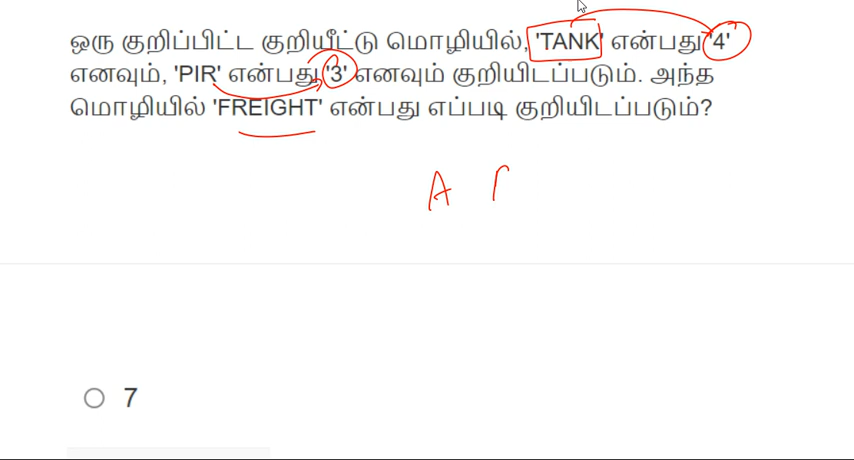 ஒரு குறிப்பிட்ட குறியீட்டு மொழியில், 'TANK' என்பது '4'
எனவும், 'PIR' என்பது '3' எனவும் குறியிடப்படும். அந்த
மொழியில் 'FREIGHT' என்பது எப்படி குறியிடப்படும்?
A
7